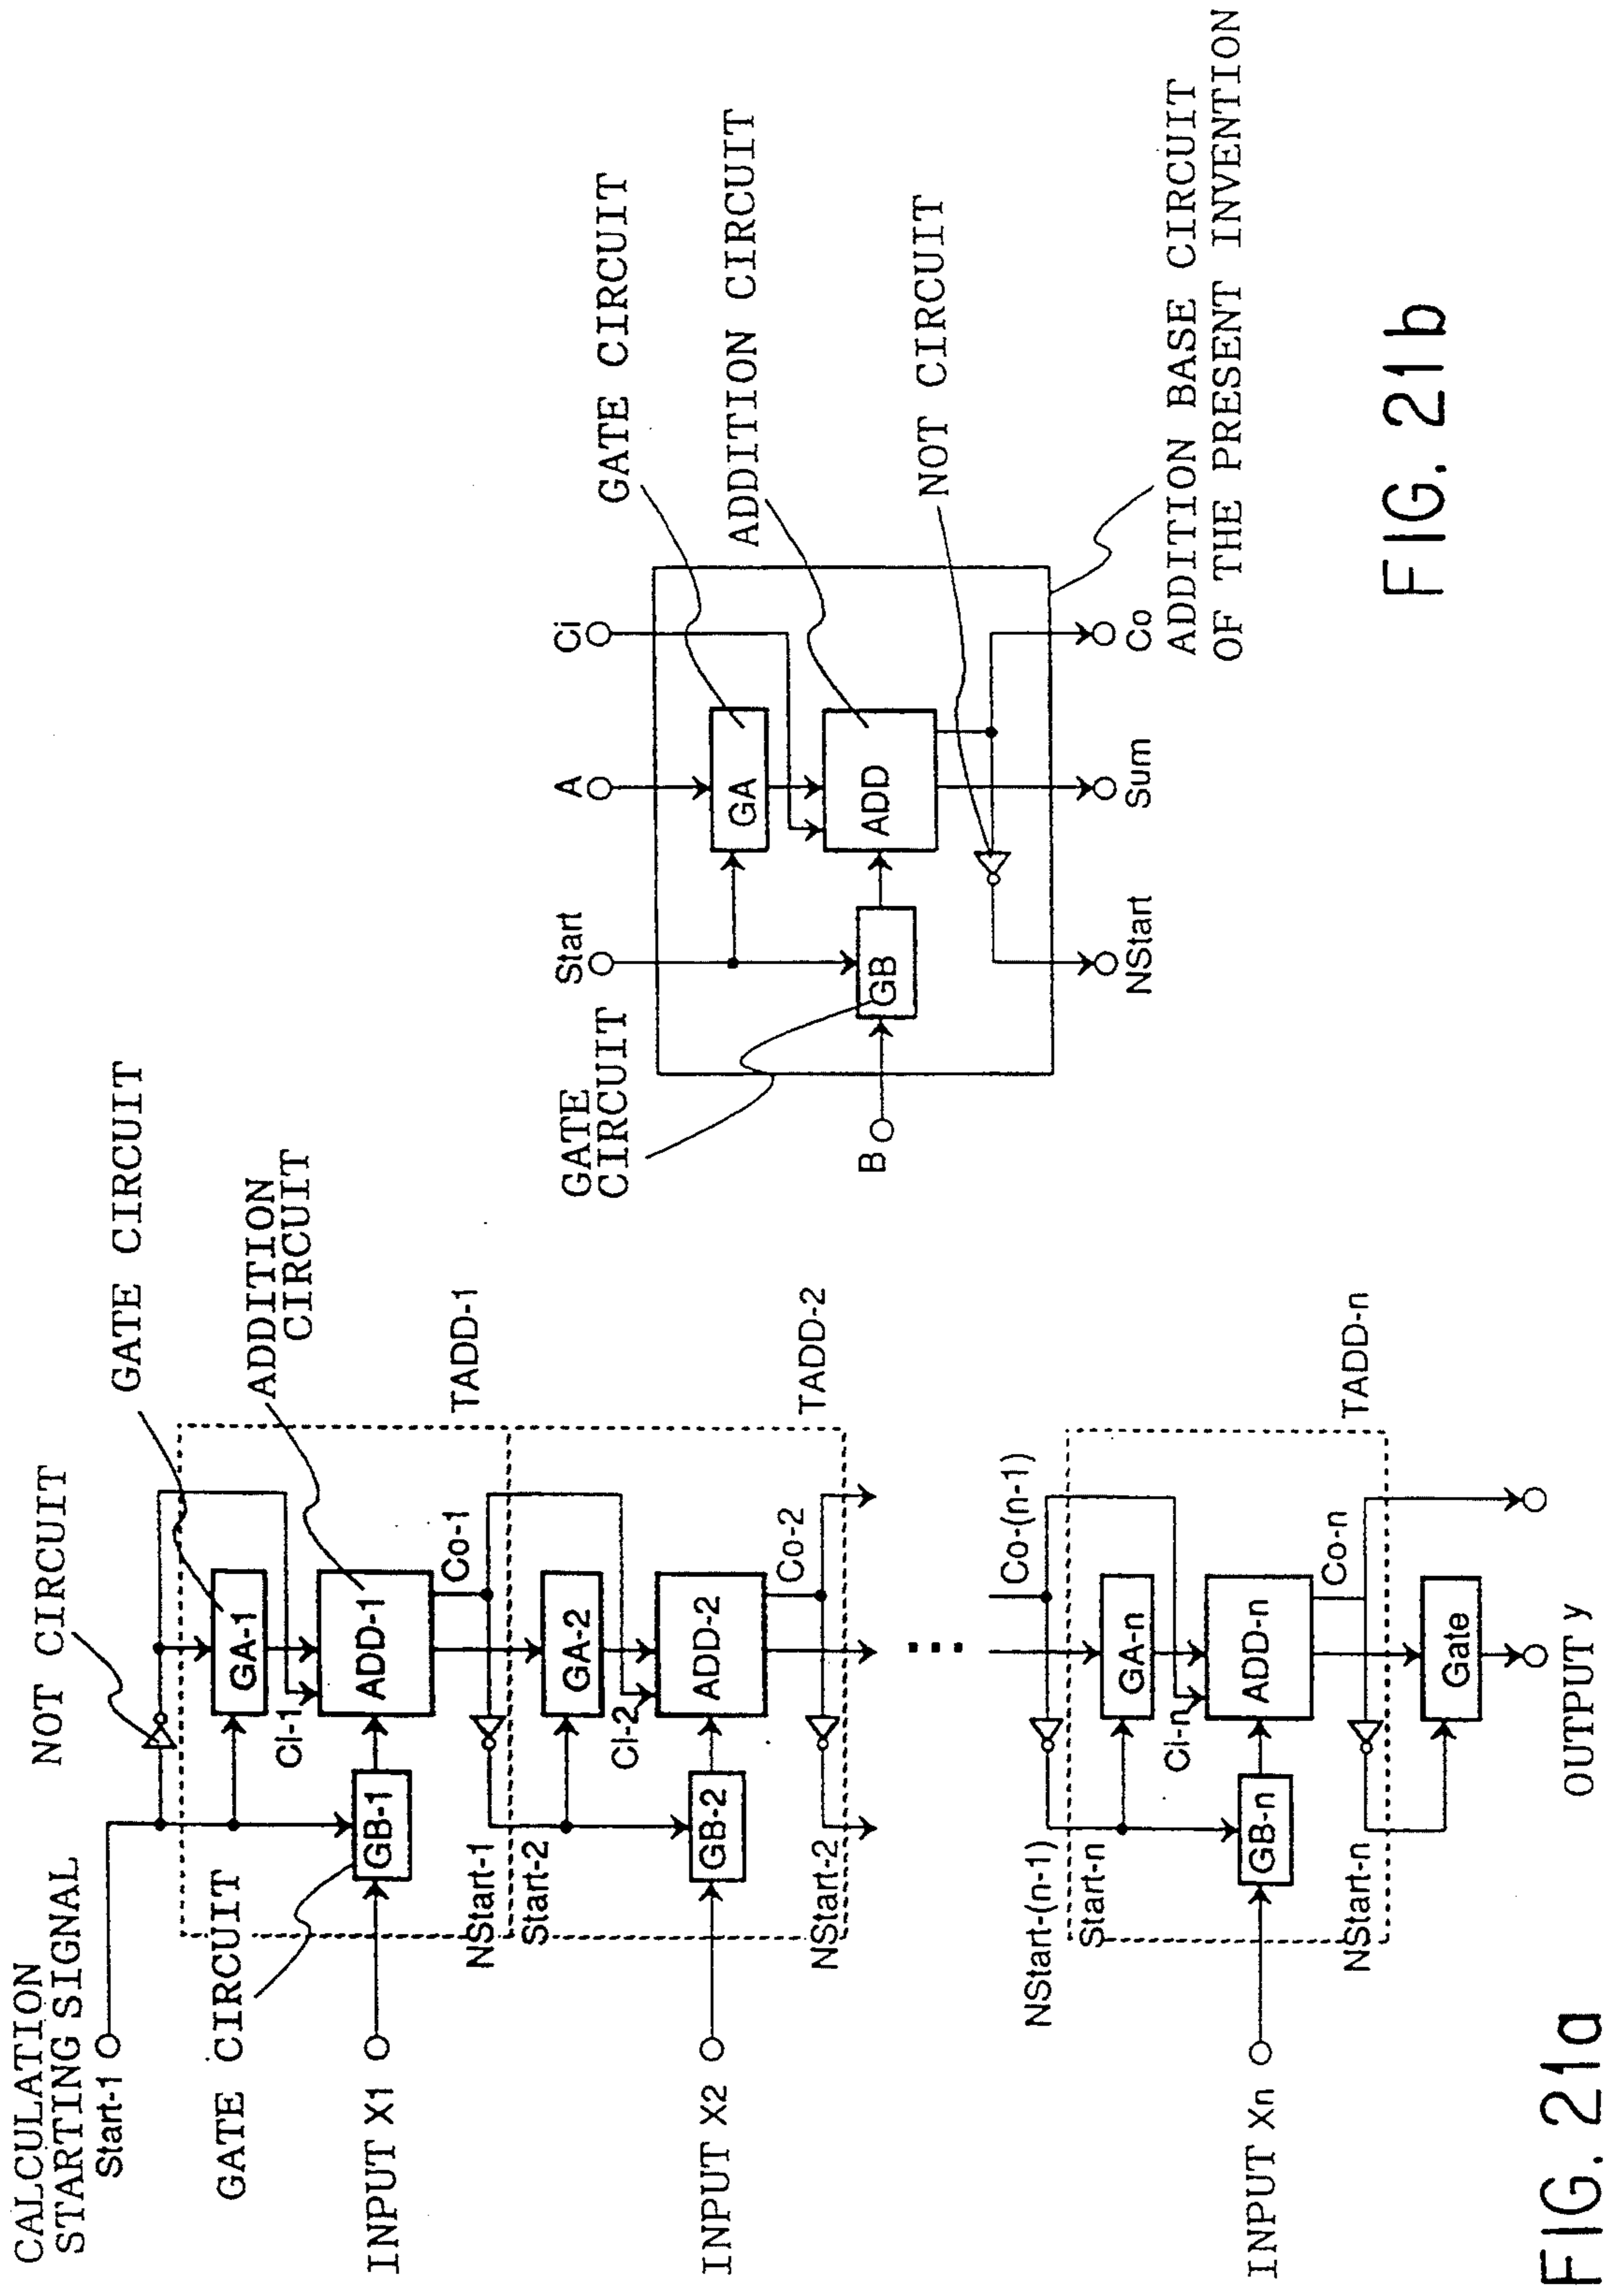 CALCULATION
STARTING SIGNAL
Start-1
NOT CIRCUIT
GATE CIRCUIT
ADDITION
CIRCUIT
GATE CIRCUIT
GA-1
CI-1
ADD-1
GB-1
INPUT X1
Co-1
TADD-1
NStart-1
Start-2
GA-2
CI-2
ADD-2
GB-2
INPUT X2
Co-2
TADD-2
NStart-2
Co-(n-1)
NStart-(n-1)
Start-n
GA-n
CI-n
ADD-n
GB-n
INPUT Xn
Co-n
TADD-n
NStart-n
Gate
OUTPUT y
FIG. 21a
Start
A
Ci
GATE CIRCUIT
GATE
CIRCUIT
ADDITION CIRCUIT
NOT CIRCUIT
GA
ADD
GB
B
NStart
Sum
Co
ADDITION BASE CIRCUIT
OF THE PRESENT INVENTION
FIG. 21b